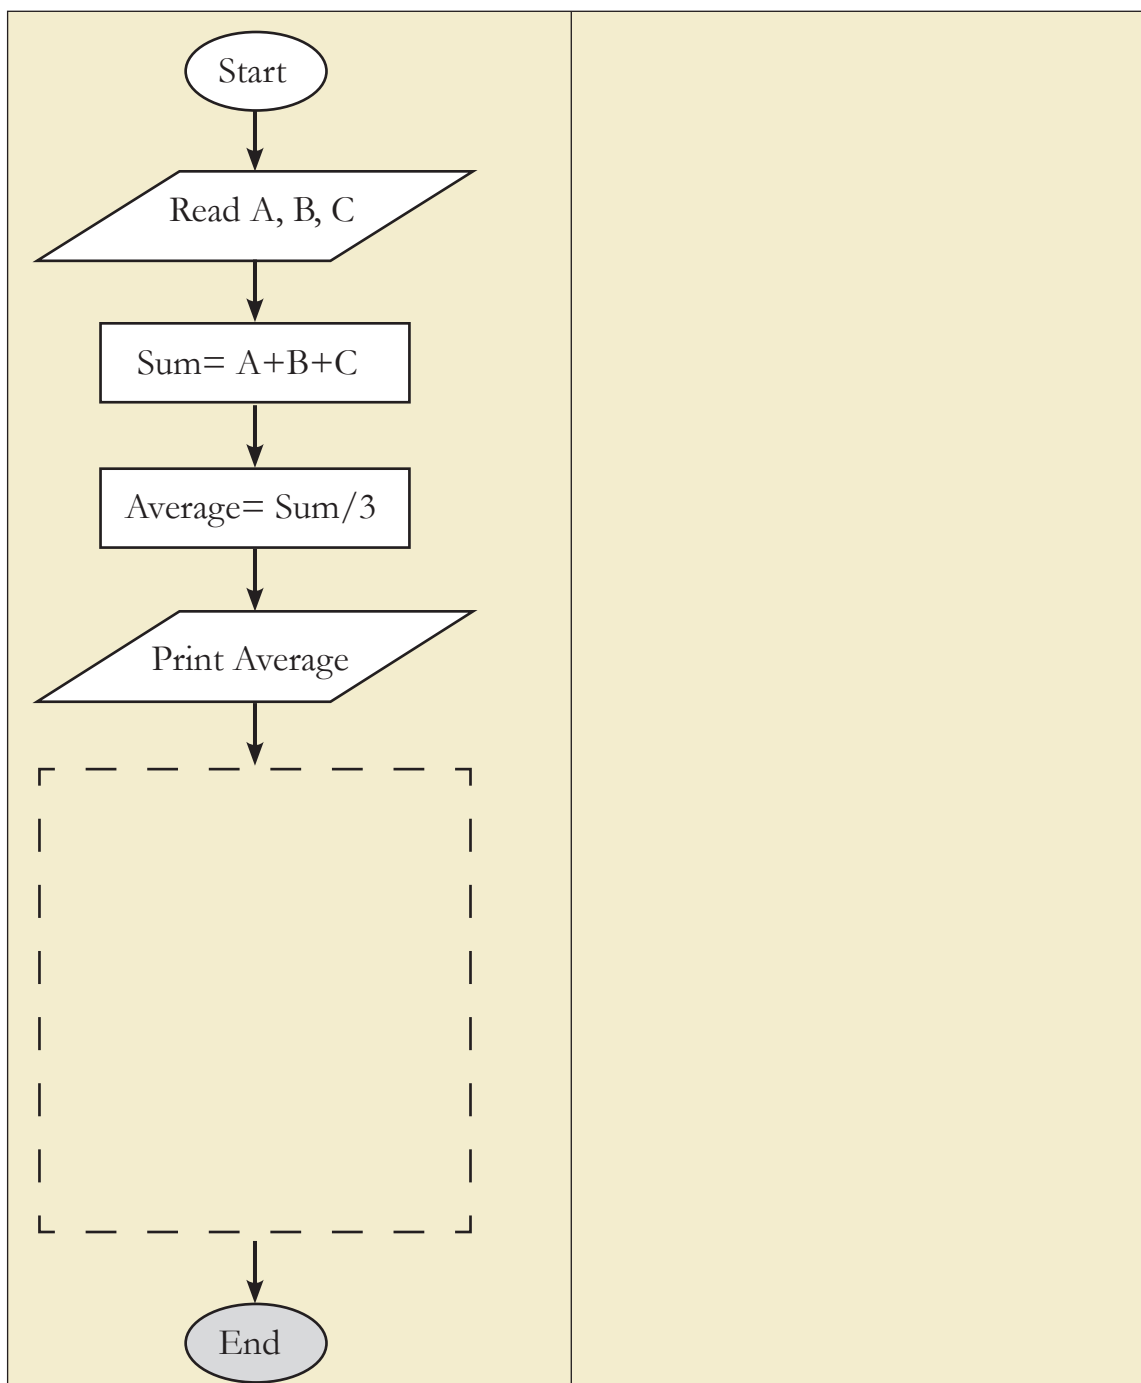 Start
Read A, B, C
Sum= A+B+C
Average= Sum/3
Print Average
End